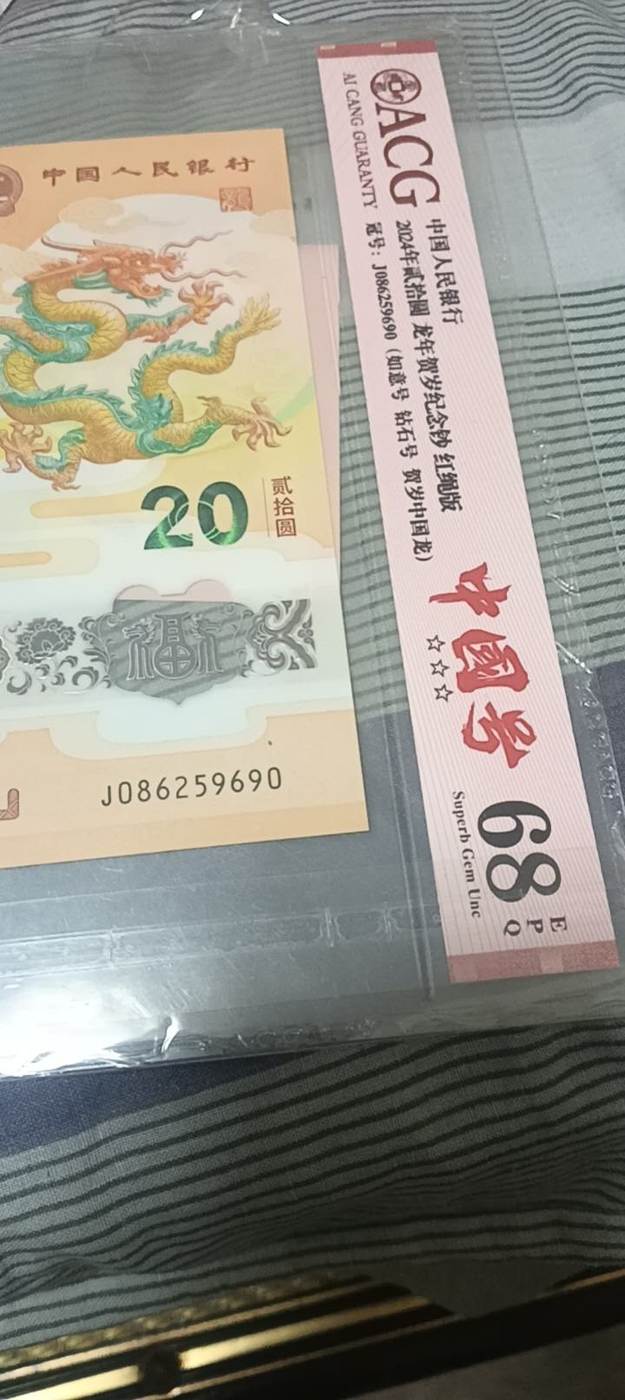 中国人民银行
20
贰拾圆
福
J086259690
ACG
AI CANG GUARANTY
中国人民银行
2024年贰拾圆 龙年贺岁纪念钞 红绳版
冠号：J086259690（如意号 钻石号 贺岁中国龙）
中国号
☆☆☆
68
EPQ
Superb Gem Unc